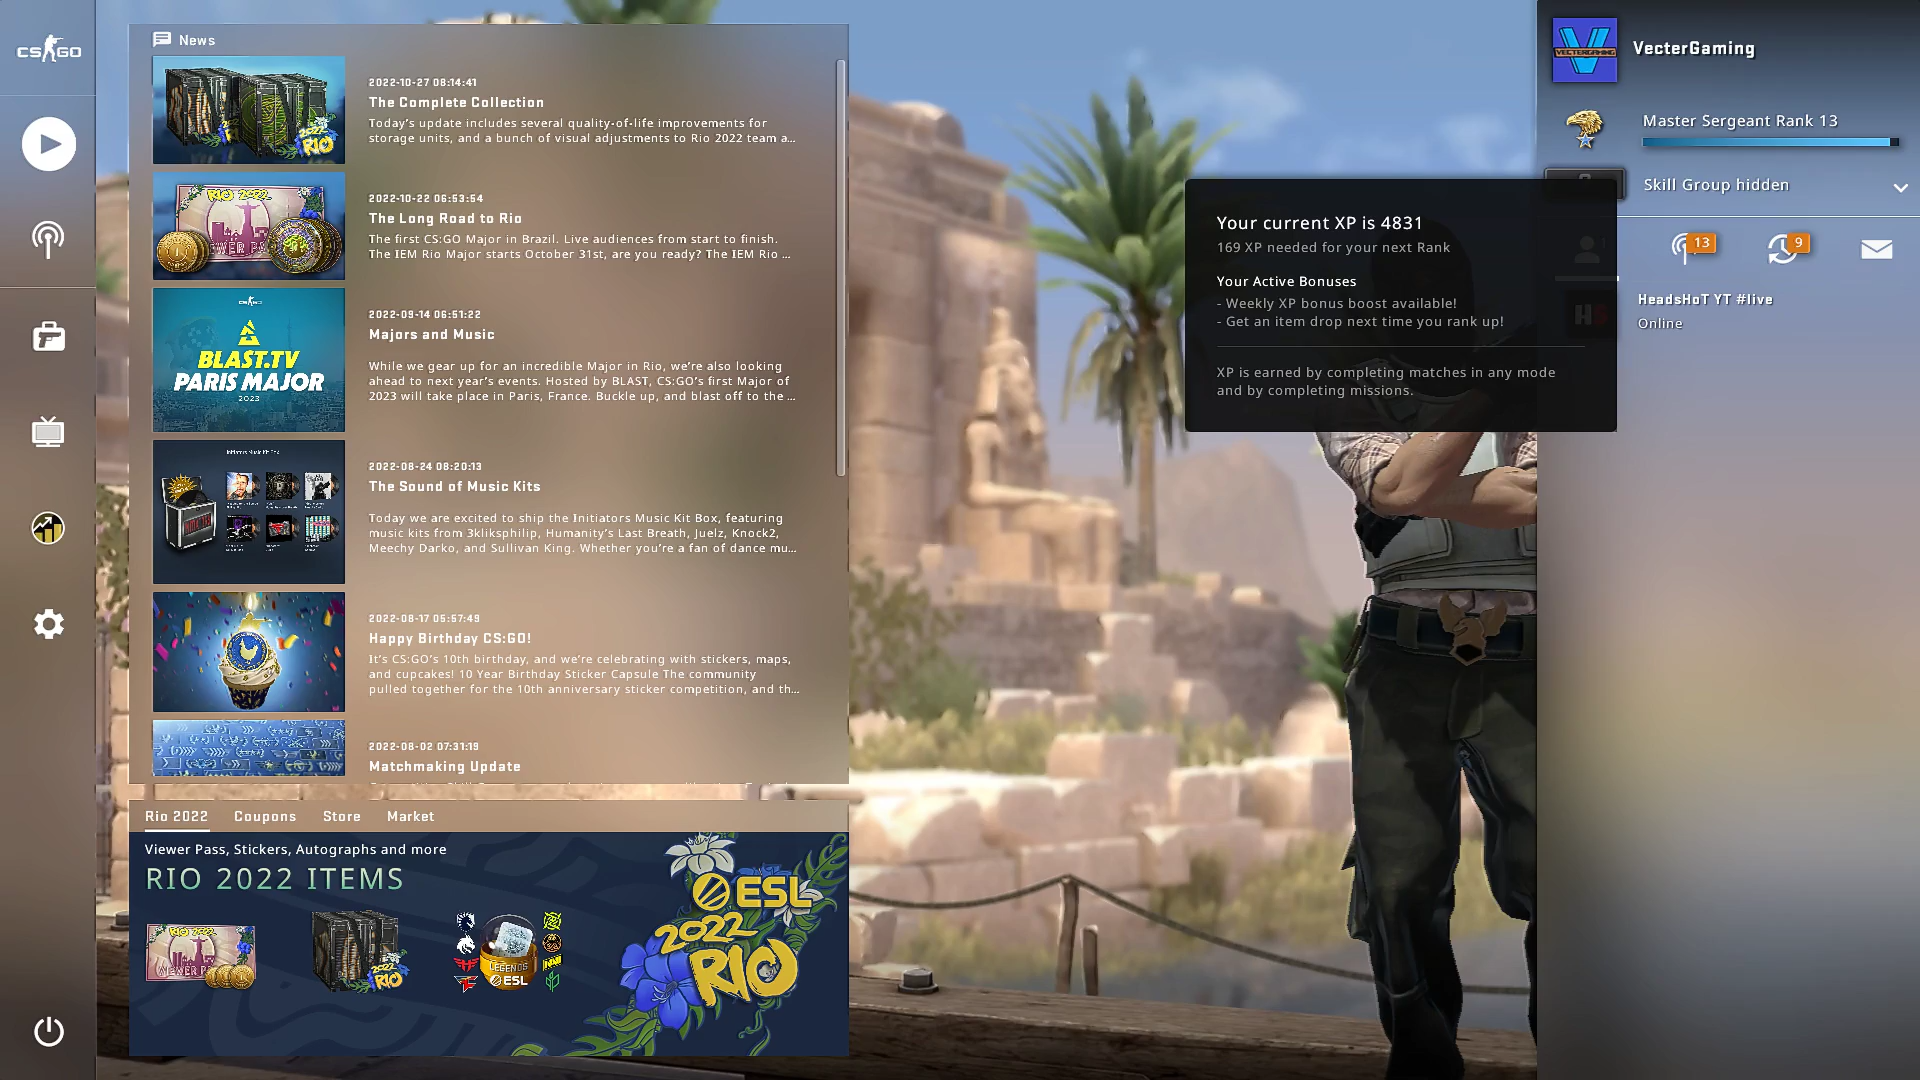 CS GO
News
2022-10-27 08:14:41
The Complete Collection
Today's update includes several quality-of-life improvements for
storage units, and a bunch of visual adjustments to Rio 2022 team a...
2022 RIO
2022-10-22 06:53:54
The Long Road to Rio
The first CS:GO Major in Brazil. Live audiences from start to finish.
The IEM Rio Major starts October 31st, are you ready? The IEM Rio ...
RIO 2022
2022-09-14 06:51:22
Majors and Music
While we gear up for an incredible Major in Rio, we're also looking
ahead to next year's events. Hosted by BLAST, CS:GO's first Major of
2023 will take place in Paris, France. Buckle up, and blast off to the ...
BLAST.TV
PARIS MAJOR
2023
2022-08-24 08:20:13
The Sound of Music Kits
Today we are excited to ship the Initiators Music Kit Box, featuring
music kits from 3kliksphilip, Humanity's Last Breath, Juelz, Knock2,
Meechy Darko, and Sullivan King. Whether you're a fan of dance mu...
Initiators Music Kit Box
2022-08-17 05:57:49
Happy Birthday CS:GO!
It's CS:GO's 10th birthday, and we're celebrating with stickers, maps,
and cupcakes! 10 Year Birthday Sticker Capsule The community
pulled together for the 10th anniversary sticker competition, and th...
2022-08-02 07:31:19
Matchmaking Update
Rio 2022 Coupons Store Market
Viewer Pass, Stickers, Autographs and more
RIO 2022 ITEMS
RIO 2022
2022 RIO
LEGENDS
ESL
ESL
2022
RIO
Your current XP is 4831
169 XP needed for your next Rank
Your Active Bonuses
- Weekly XP bonus boost available!
- Get an item drop next time you rank up!
XP is earned by completing matches in any mode
and by completing missions.
VECTERGAMING
VecterGaming
Master Sergeant Rank 13
Skill Group hidden
13
9
HeadsHoT YT #live
Online